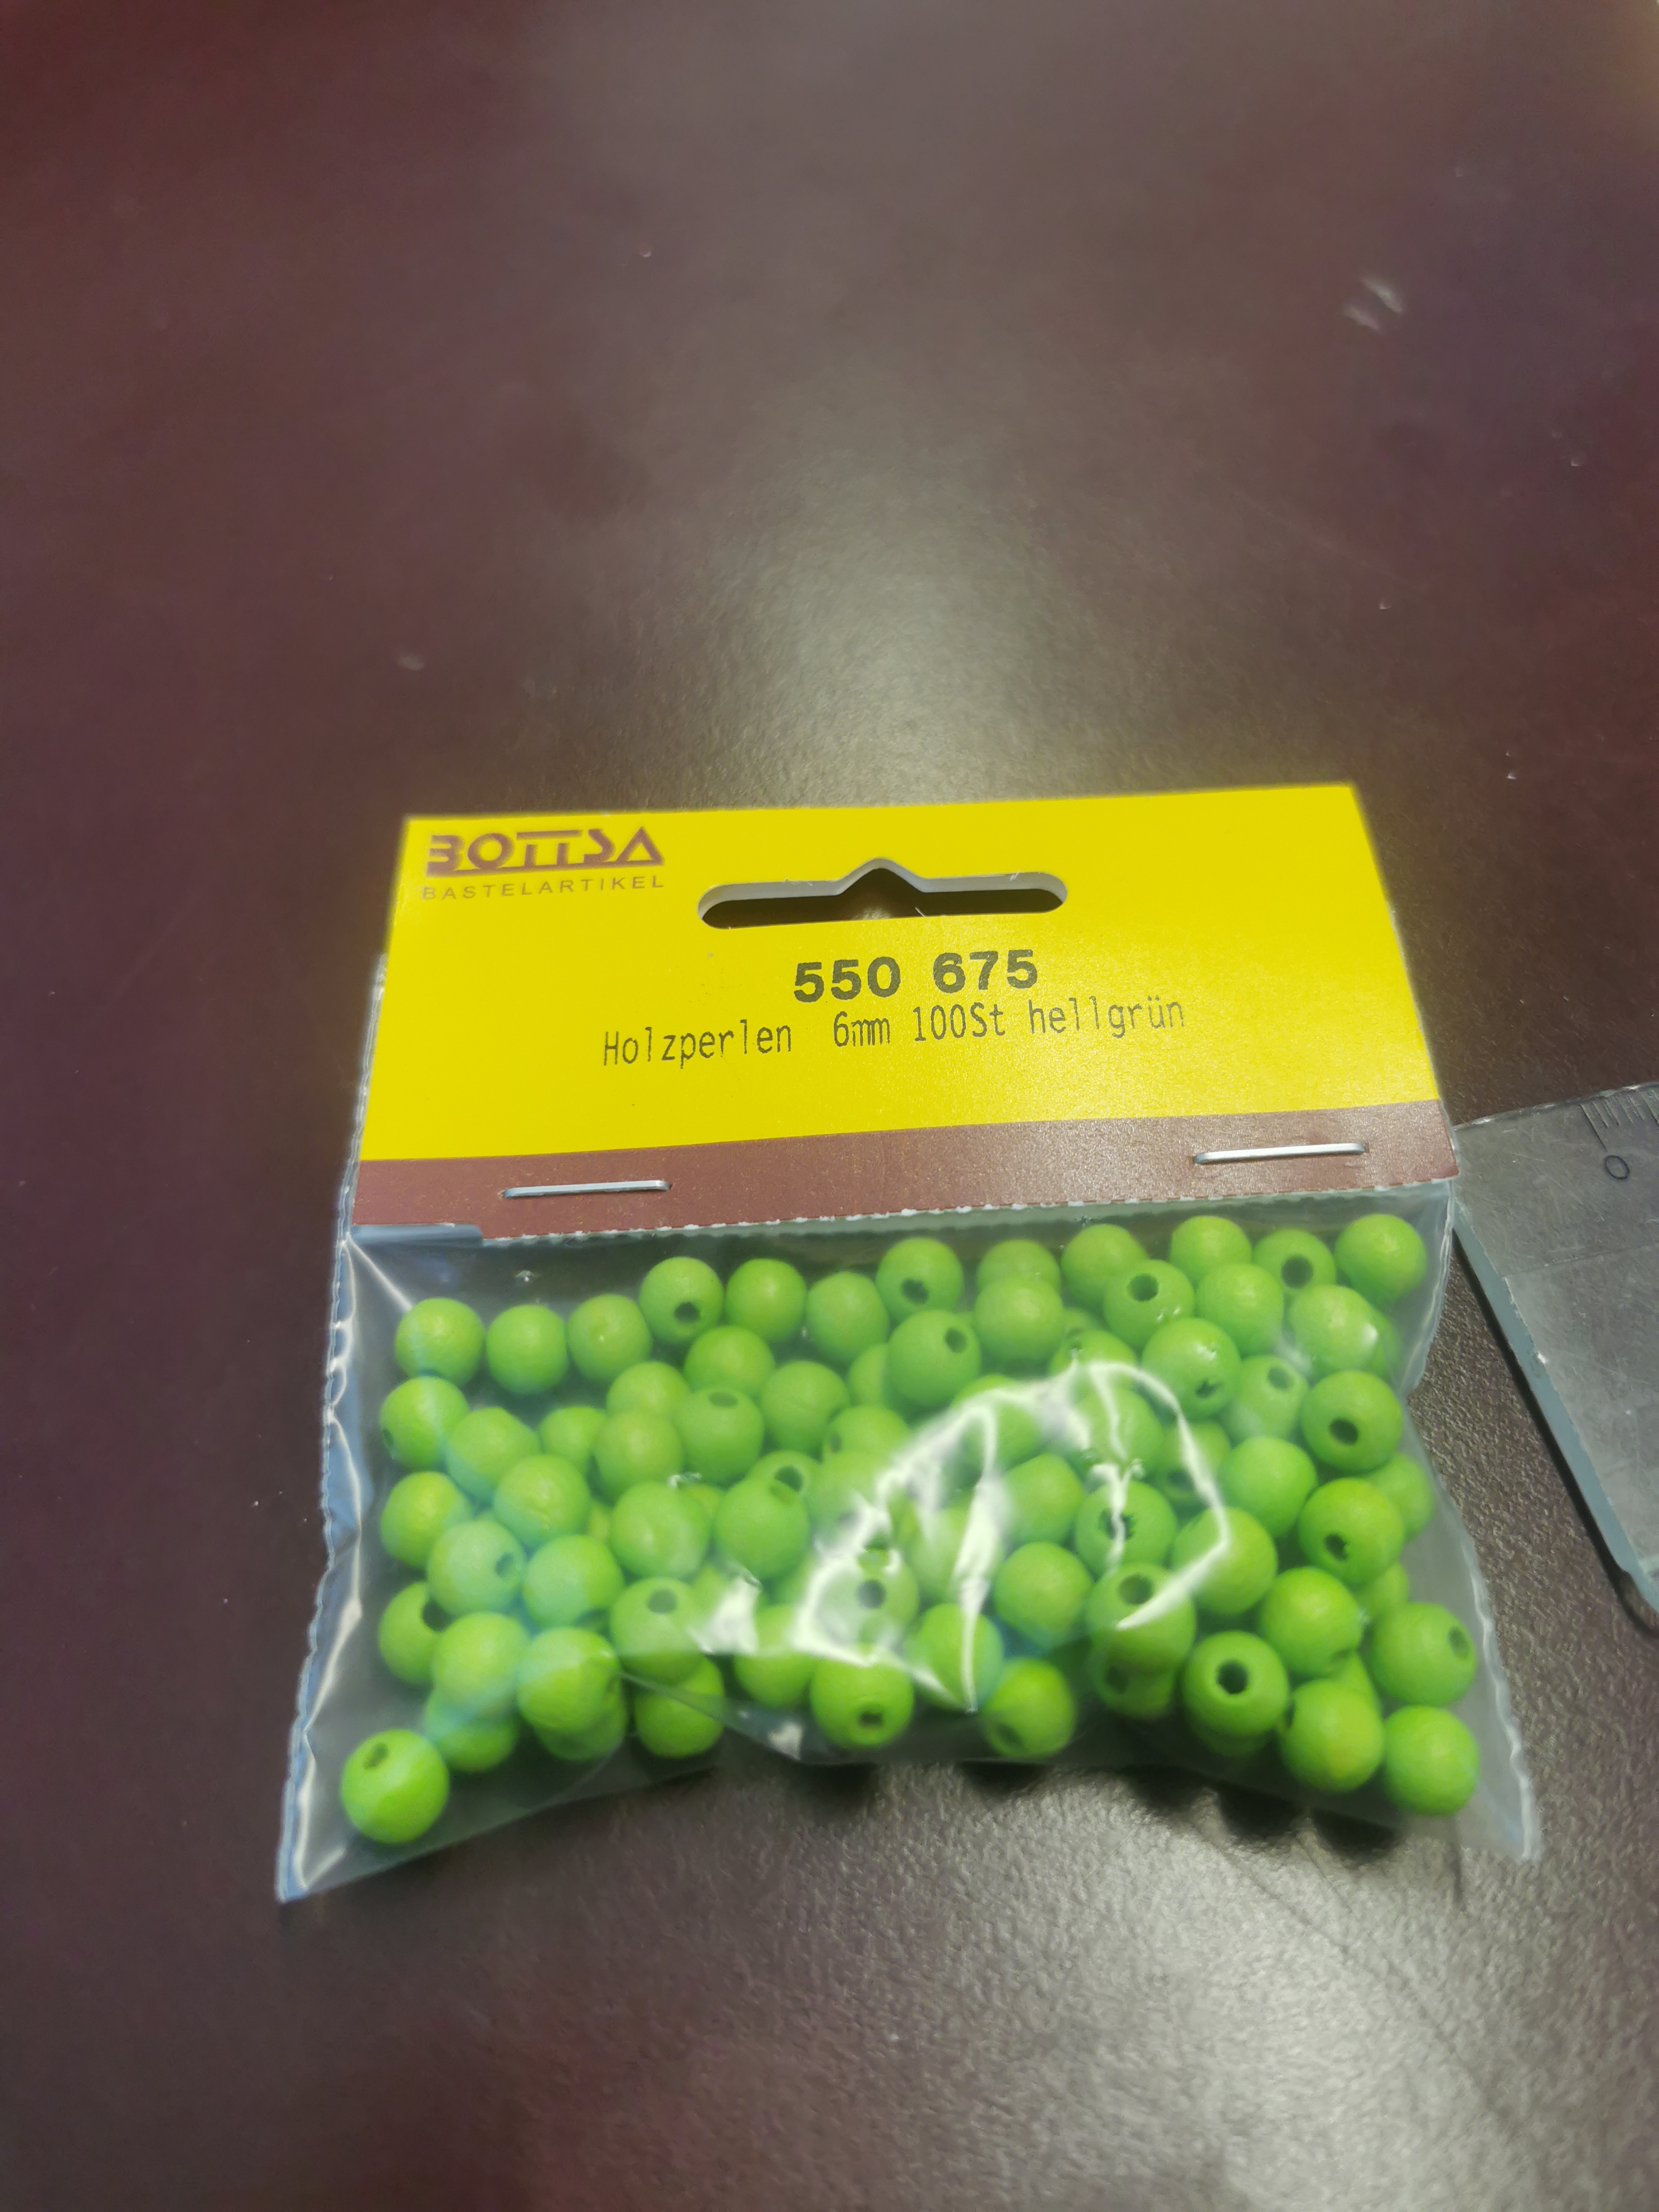 BOTTSA
BASTELARTIKEL
550 675
Holzperlen 6mm 100St hellgrün
0